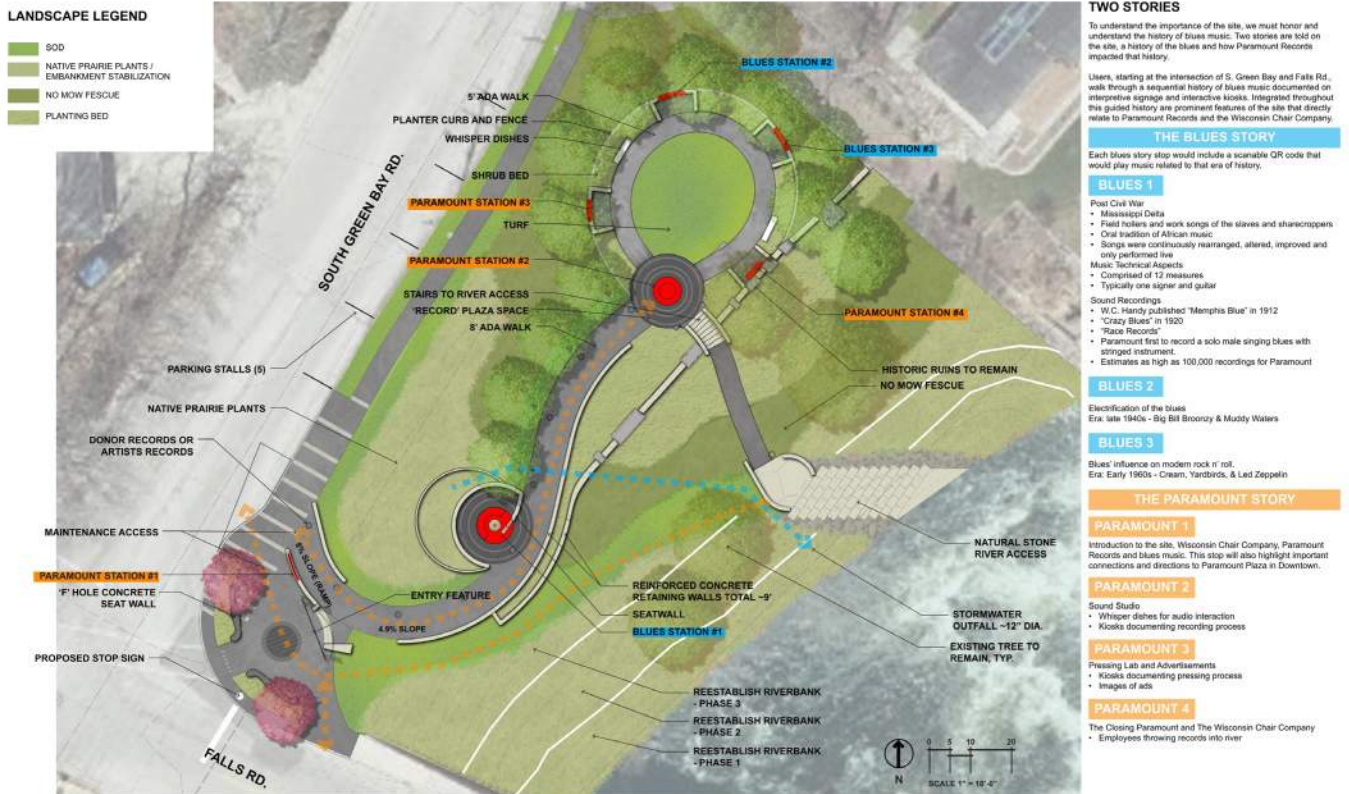 LANDSCAPE LEGEND
SOD
NATIVE PRAIRIE PLANTS /
EMBANKMENT STABILIZATION
NO MOW FESCUE
PLANTING BED
BLUES STATION #2
5' ADA WALK
PLANTER CURB AND FENCE
WHISPER DISHES
BLUES STATION #3
SHRUB BED
PARAMOUNT STATION #3
TURF
SOUTH GREEN BAY RD.
PARAMOUNT STATION #2
STAIRS TO RIVER ACCESS
'RECORD' PLAZA SPACE
8' ADA WALK
PARAMOUNT STATION #4
PARKING STALLS (5)
HISTORIC RUINS TO REMAIN
NO MOW FESCUE
NATIVE PRAIRIE PLANTS
DONOR RECORDS OR
ARTISTS RECORDS
MAINTENANCE ACCESS
NATURAL STONE
RIVER ACCESS
8% SLOPE (RAMP)
PARAMOUNT STATION #1
'F' HOLE CONCRETE
SEAT WALL
ENTRY FEATURE
REINFORCED CONCRETE
RETAINING WALLS TOTAL ~9'
SEATWALL
BLUES STATION #1
4.9% SLOPE
STORMWATER
OUTFALL ~12" DIA.
EXISTING TREE TO
REMAIN, TYP.
PROPOSED STOP SIGN
REESTABLISH RIVERBANK
- PHASE 3
REESTABLISH RIVERBANK
- PHASE 2
REESTABLISH RIVERBANK
- PHASE 1
FALLS RD.
N
0 5 10 20
SCALE 1" = 10'-0"
TWO STORIES
To understand the importance of the site, we must honor and
understand the history of blues music. Two stories are told on
the site, a history of the blues and how Paramount Records
impacted that history.
Users, starting at the intersection of S. Green Bay and Falls Rd.,
walk through a sequential history of blues music documented on
interpretive signage and interactive kiosks. Integrated throughout
this guided history are prominent features of the site that directly
relate to Paramount Records and the Wisconsin Chair Company.
THE BLUES STORY
Each blues story stop would include a scanable QR code that
would play music related to that era of history.
BLUES 1
Post Civil War
• Mississippi Delta
• Field hollers and work songs of the slaves and sharecroppers
• Oral tradition of African music
• Songs were continuously rearranged, altered, improved and
only performed live
Music Technical Aspects
• Comprised of 12 measures
• Typically one signer and guitar
Sound Recordings
• W.C. Handy published "Memphis Blue" in 1912
• "Crazy Blues" in 1920
• "Race Records"
• Paramount first to record a solo male singing blues with
stringed instrument.
• Estimates as high as 100,000 recordings for Paramount
BLUES 2
Electrification of the blues
Era: late 1940s - Big Bill Broonzy & Muddy Waters
BLUES 3
Blues' influence on modern rock n' roll.
Era: Early 1960s - Cream, Yardbirds, & Led Zeppelin
THE PARAMOUNT STORY
PARAMOUNT 1
Introduction to the site, Wisconsin Chair Company, Paramount
Records and blues music. This stop will also highlight important
connections and directions to Paramount Plaza in Downtown.
PARAMOUNT 2
Sound Studio
• Whisper dishes for audio interaction
• Kiosks documenting recording process
PARAMOUNT 3
Pressing Lab and Advertisements
• Kiosks documenting pressing process
• Images of ads
PARAMOUNT 4
The Closing Paramount and The Wisconsin Chair Company
• Employees throwing records into river